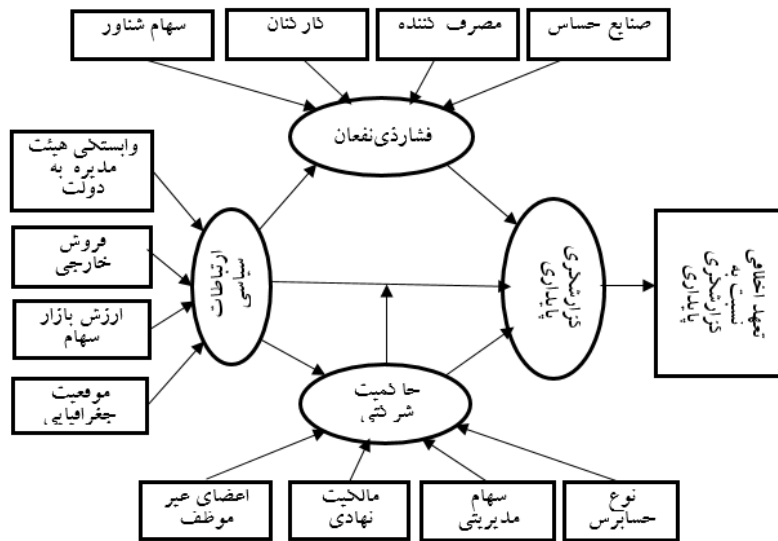 صنایع حساس
مصرف کننده
کارکنان
سهام شناور
فشارذی‌نفعان
وابستگی هیئت
مدیره به
دولت
فروش
خارجی
ارزش بازار
سهام
موقعیت
جغرافیایی
ارتباطات
سیاسی
گزارشگری
پایداری
تعهد اخلاقی
نسبت به
گزارشگری
پایداری
حاکمیت
شرکتی
نوع
حسابرس
سهام
مدیریتی
مالکیت
نهادی
اعضای غیر
موظف